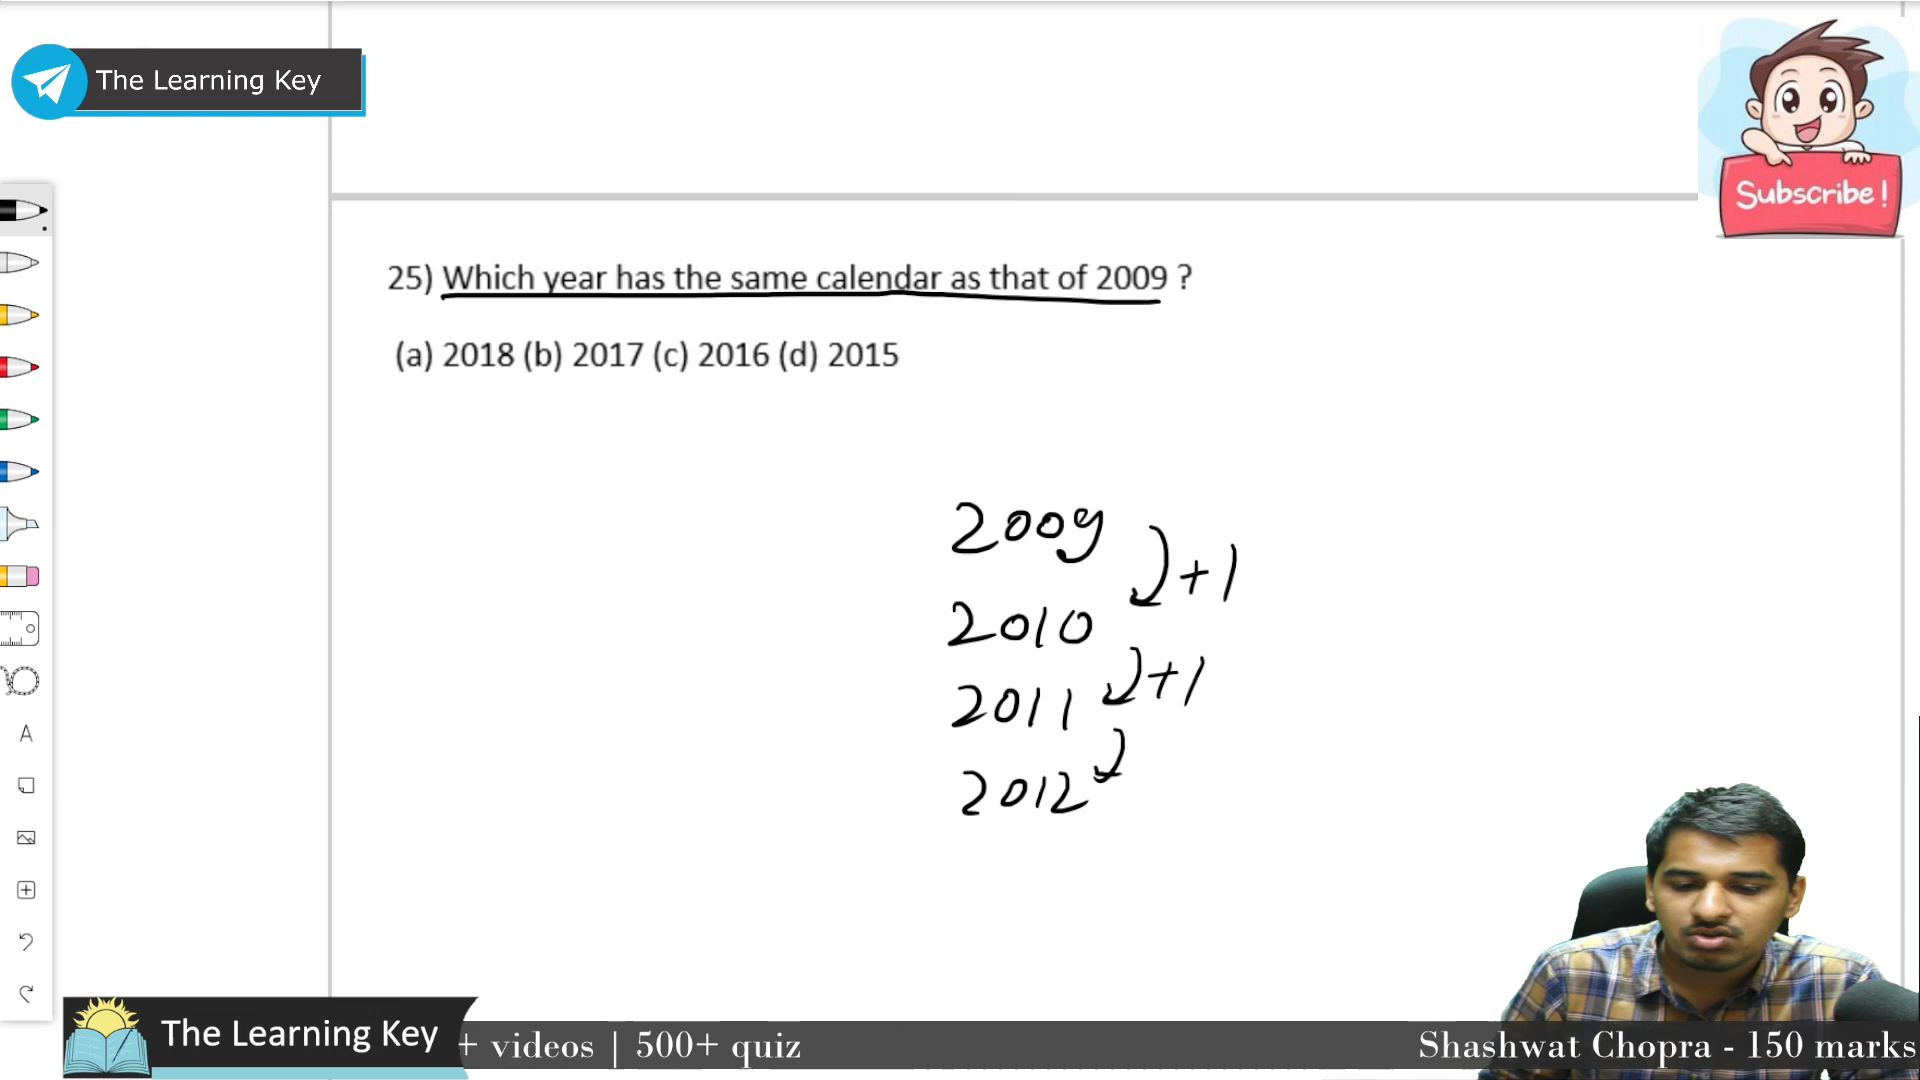 The Learning Key
Subscribe!
25) Which year has the same calendar as that of 2009 ?
(a) 2018 (b) 2017 (c) 2016 (d) 2015
2009
+1
2010
+1
2011
2012
A
The Learning Key
+ videos | 500+ quiz
Shashwat Chopra - 150 marks